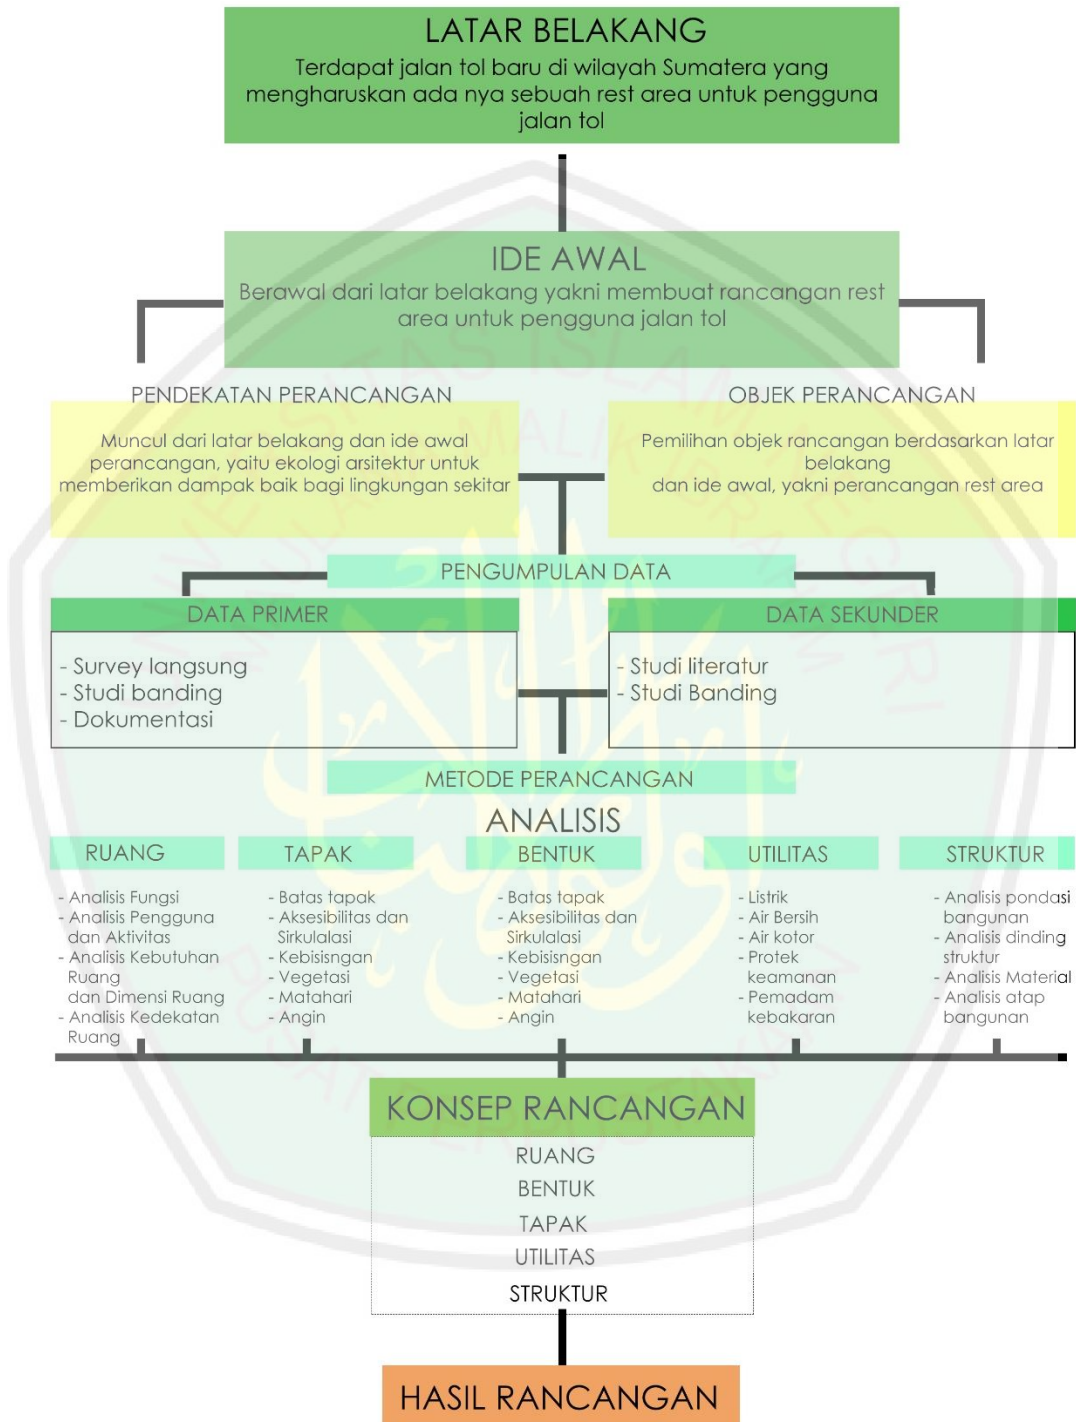 LATAR BELAKANG
Terdapat jalan tol baru di wilayah Sumatera yang
mengharuskan ada nya sebuah rest area untuk pengguna
jalan tol
IDE AWAL
Berawal dari latar belakang yakni membuat rancangan rest
area untuk pengguna jalan tol
PENDEKATAN PERANCANGAN
Muncul dari latar belakang dan ide awal
perancangan, yaitu ekologi arsitektur untuk
memberikan dampak baik bagi lingkungan sekitar
OBJEK PERANCANGAN
Pemilihan objek rancangan berdasarkan latar
belakang
dan ide awal, yakni perancangan rest area
PENGUMPULAN DATA
DATA PRIMER
- Survey langsung
- Studi banding
- Dokumentasi
DATA SEKUNDER
- Studi literatur
- Studi Banding
METODE PERANCANGAN
ANALISIS
RUANG
- Analisis Fungsi
- Analisis Pengguna
dan Aktivitas
- Analisis Kebutuhan
Ruang
dan Dimensi Ruang
- Analisis Kedekatan
Ruang
TAPAK
- Batas tapak
- Aksesibilitas dan
Sirkulalasi
- Kebisisngan
- Vegetasi
- Matahari
- Angin
BENTUK
- Batas tapak
- Aksesibilitas dan
Sirkulalasi
- Kebisisngan
- Vegetasi
- Matahari
- Angin
UTILITAS
- Listrik
- Air Bersih
- Air kotor
- Protek
keamanan
- Pemadam
kebakaran
STRUKTUR
- Analisis pondasi
bangunan
- Analisis dinding
struktur
- Analisis Material
- Analisis atap
bangunan
KONSEP RANCANGAN
RUANG
BENTUK
TAPAK
UTILITAS
STRUKTUR
HASIL RANCANGAN
UNIVERSITAS ISLAM NEGERI
MAULANA MALIK IBRAHIM
PUSAT PERPUSTAKAAN